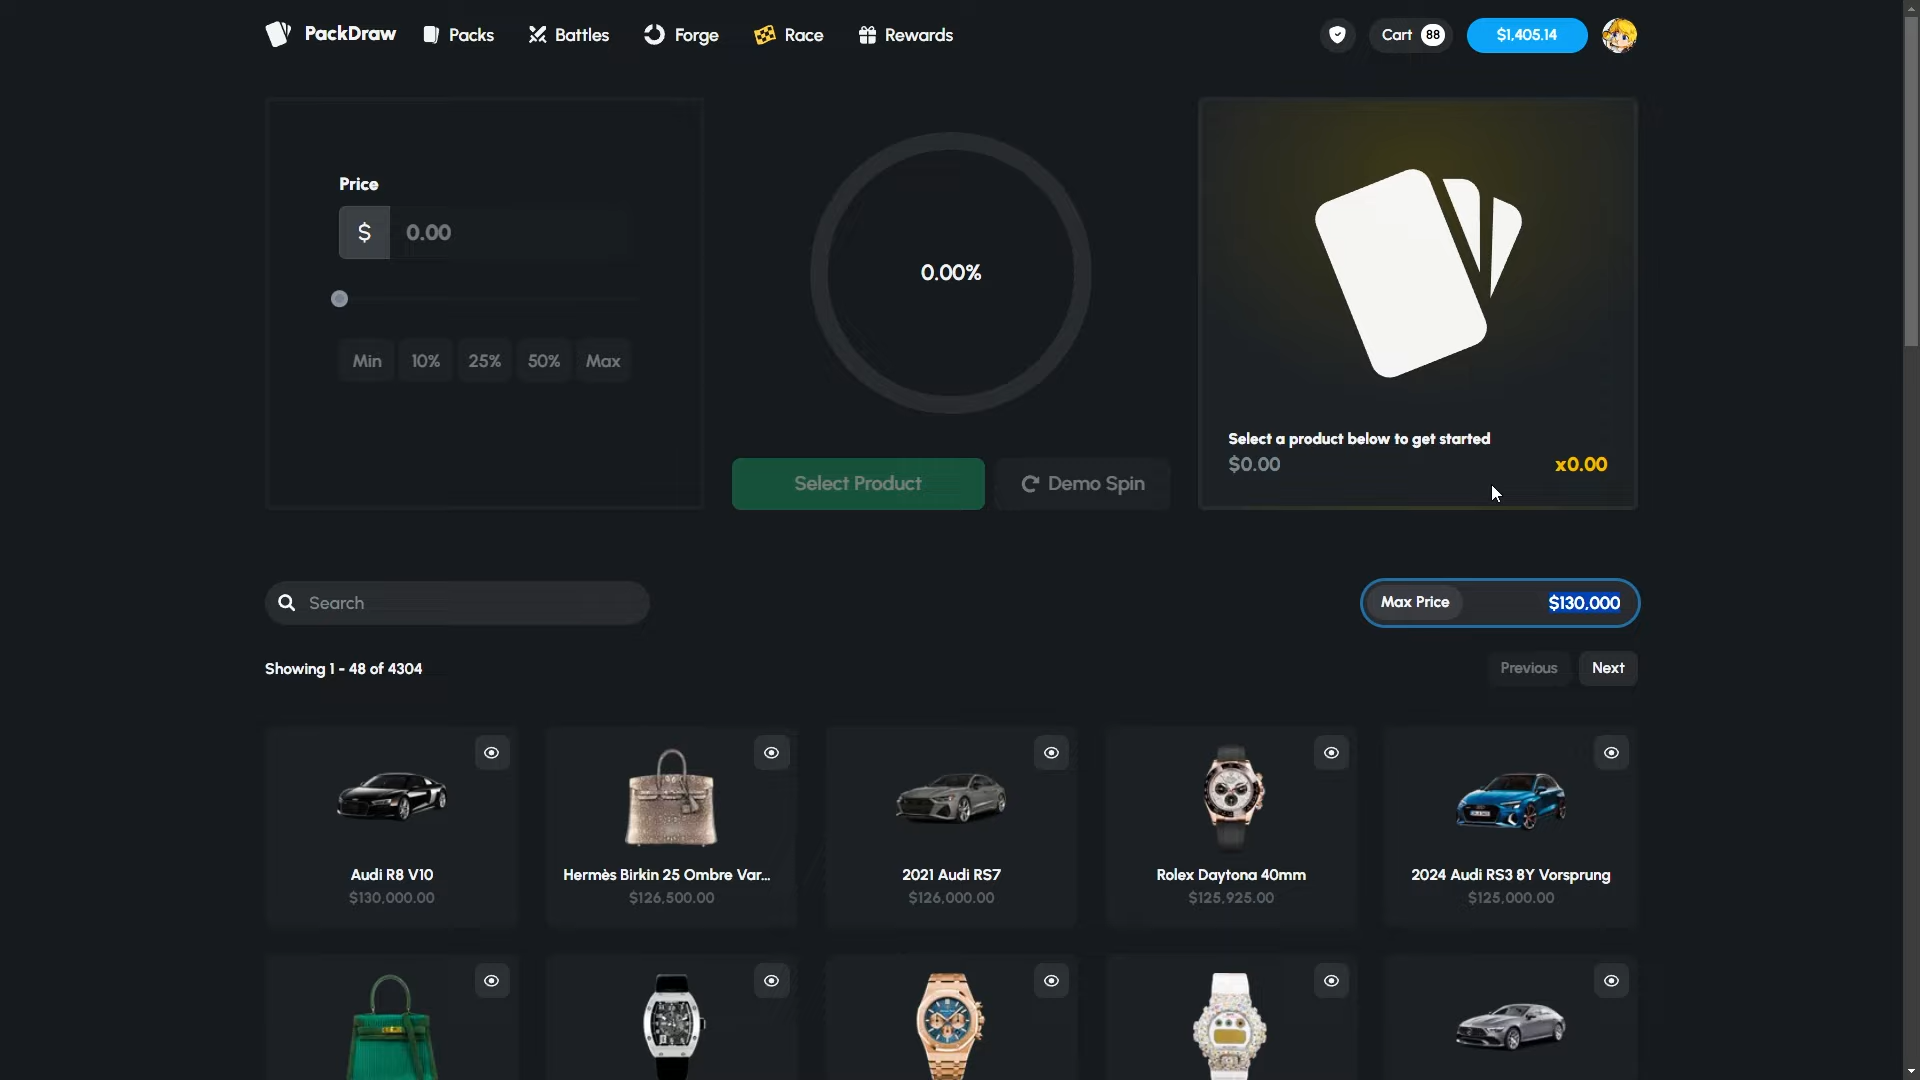 PackDraw Packs Battles Forge Race Rewards Cart 88 $1,405.14
Price
$ 0.00
0.00%
Min 10% 25% 50% Max
Select a product below to get started
$0.00 x0.00
Select Product Demo Spin
Search Max Price $130,000
Showing 1 - 48 of 4304 Previous Next
Audi R8 V10 Hermès Birkin 25 Ombre Var... 2021 Audi RS7 Rolex Daytona 40mm 2024 Audi RS3 8Y Vorsprung
$130,000.00 $126,500.00 $126,000.00 $125,925.00 $125,000.00